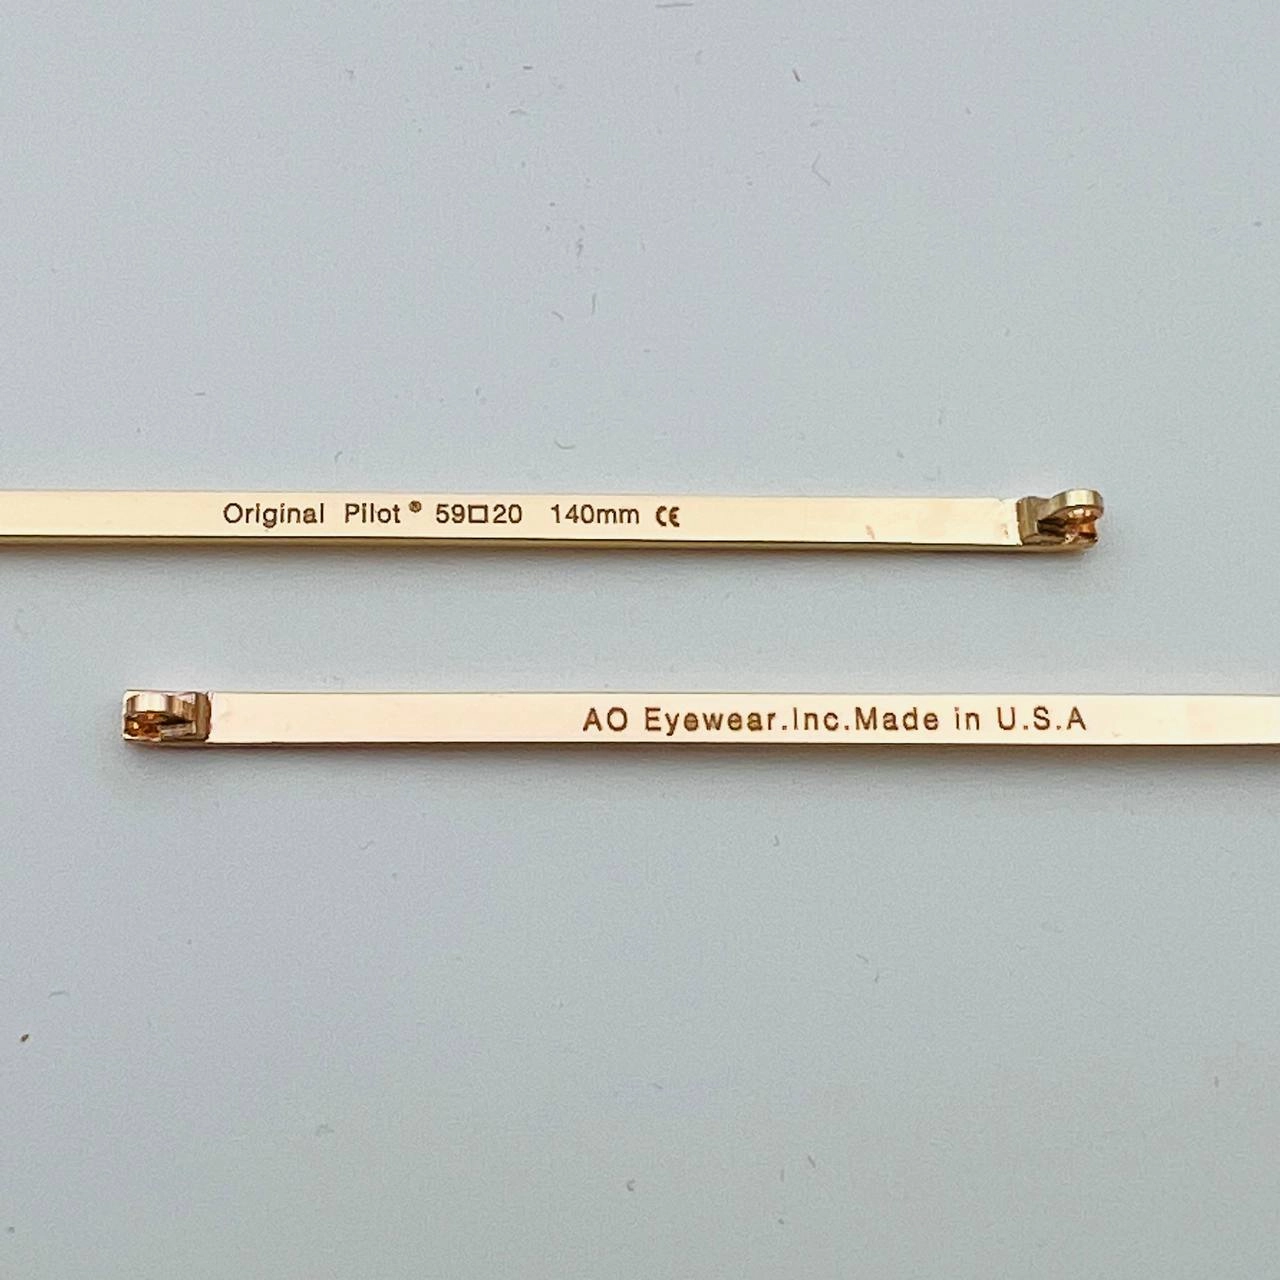 Original Pilot® 59□20 140mm CE
AO Eyewear.Inc.Made in U.S.A